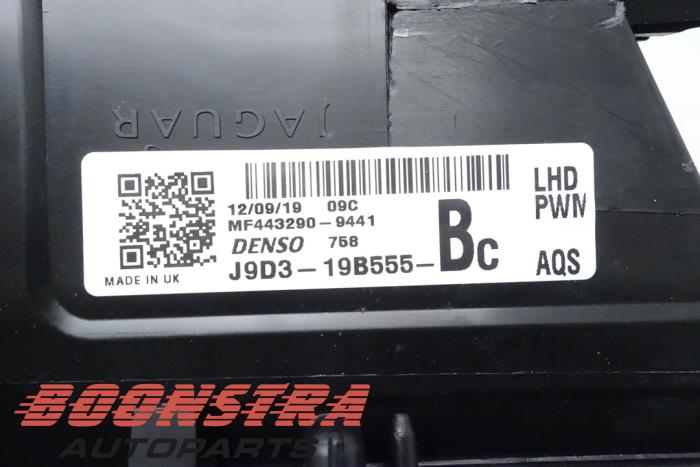 JAGUAR
12/09/19 09C
MF443290-9441
DENSO 758
J9D3-19B555-BC
MADE IN UK
LHD
PWM
AQS
BOONSTRA
AUTOPARTS